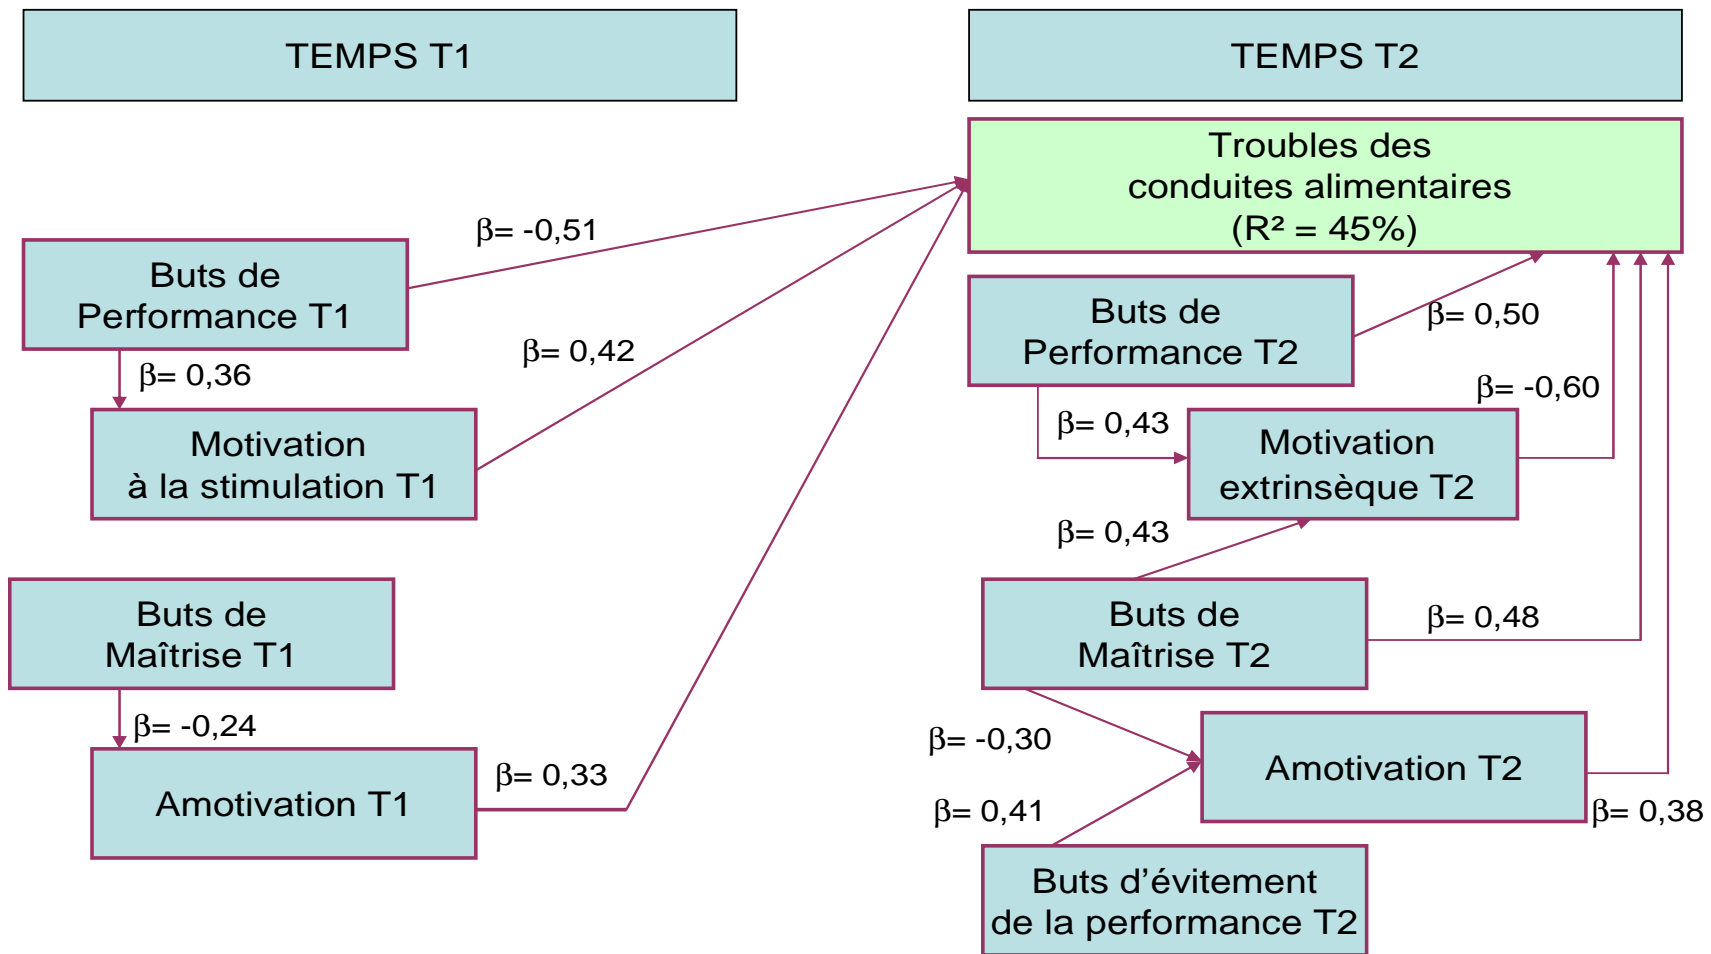 TEMPS T1
TEMPS T2
Troubles des
conduites alimentaires
(R² = 45%)
β= -0,51
Buts de
Performance T1
β= 0,36
β= 0,42
Motivation
à la stimulation T1
Buts de
Maîtrise T1
β= -0,24
Amotivation T1
β= 0,33
Buts de
Performance T2
β= 0,50
β= -0,60
β= 0,43
Motivation
extrinsèque T2
β= 0,43
Buts de
Maîtrise T2
β= 0,48
β= -0,30
Amotivation T2
β= 0,41
β= 0,38
Buts d’évitement
de la performance T2